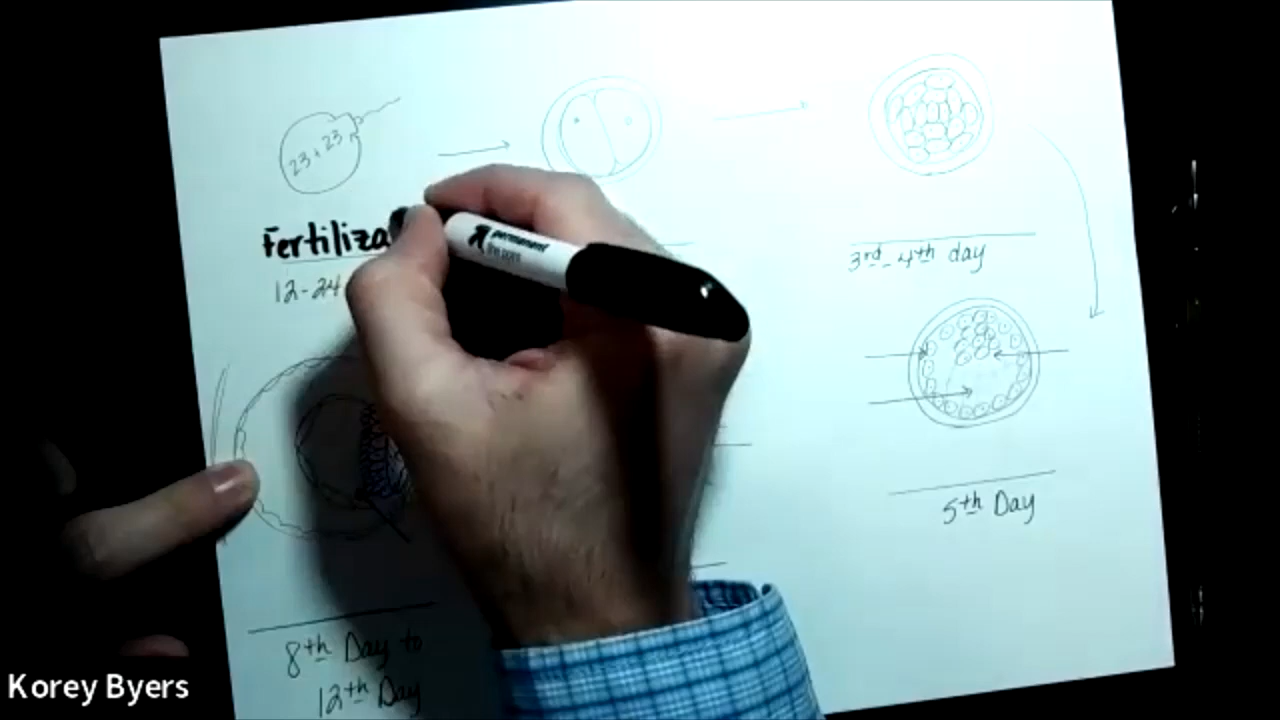 23 + 23
Fertiliza
12-24
3rd - 4th day
5th Day
8th Day to
12th Day
permanent
Korey Byers